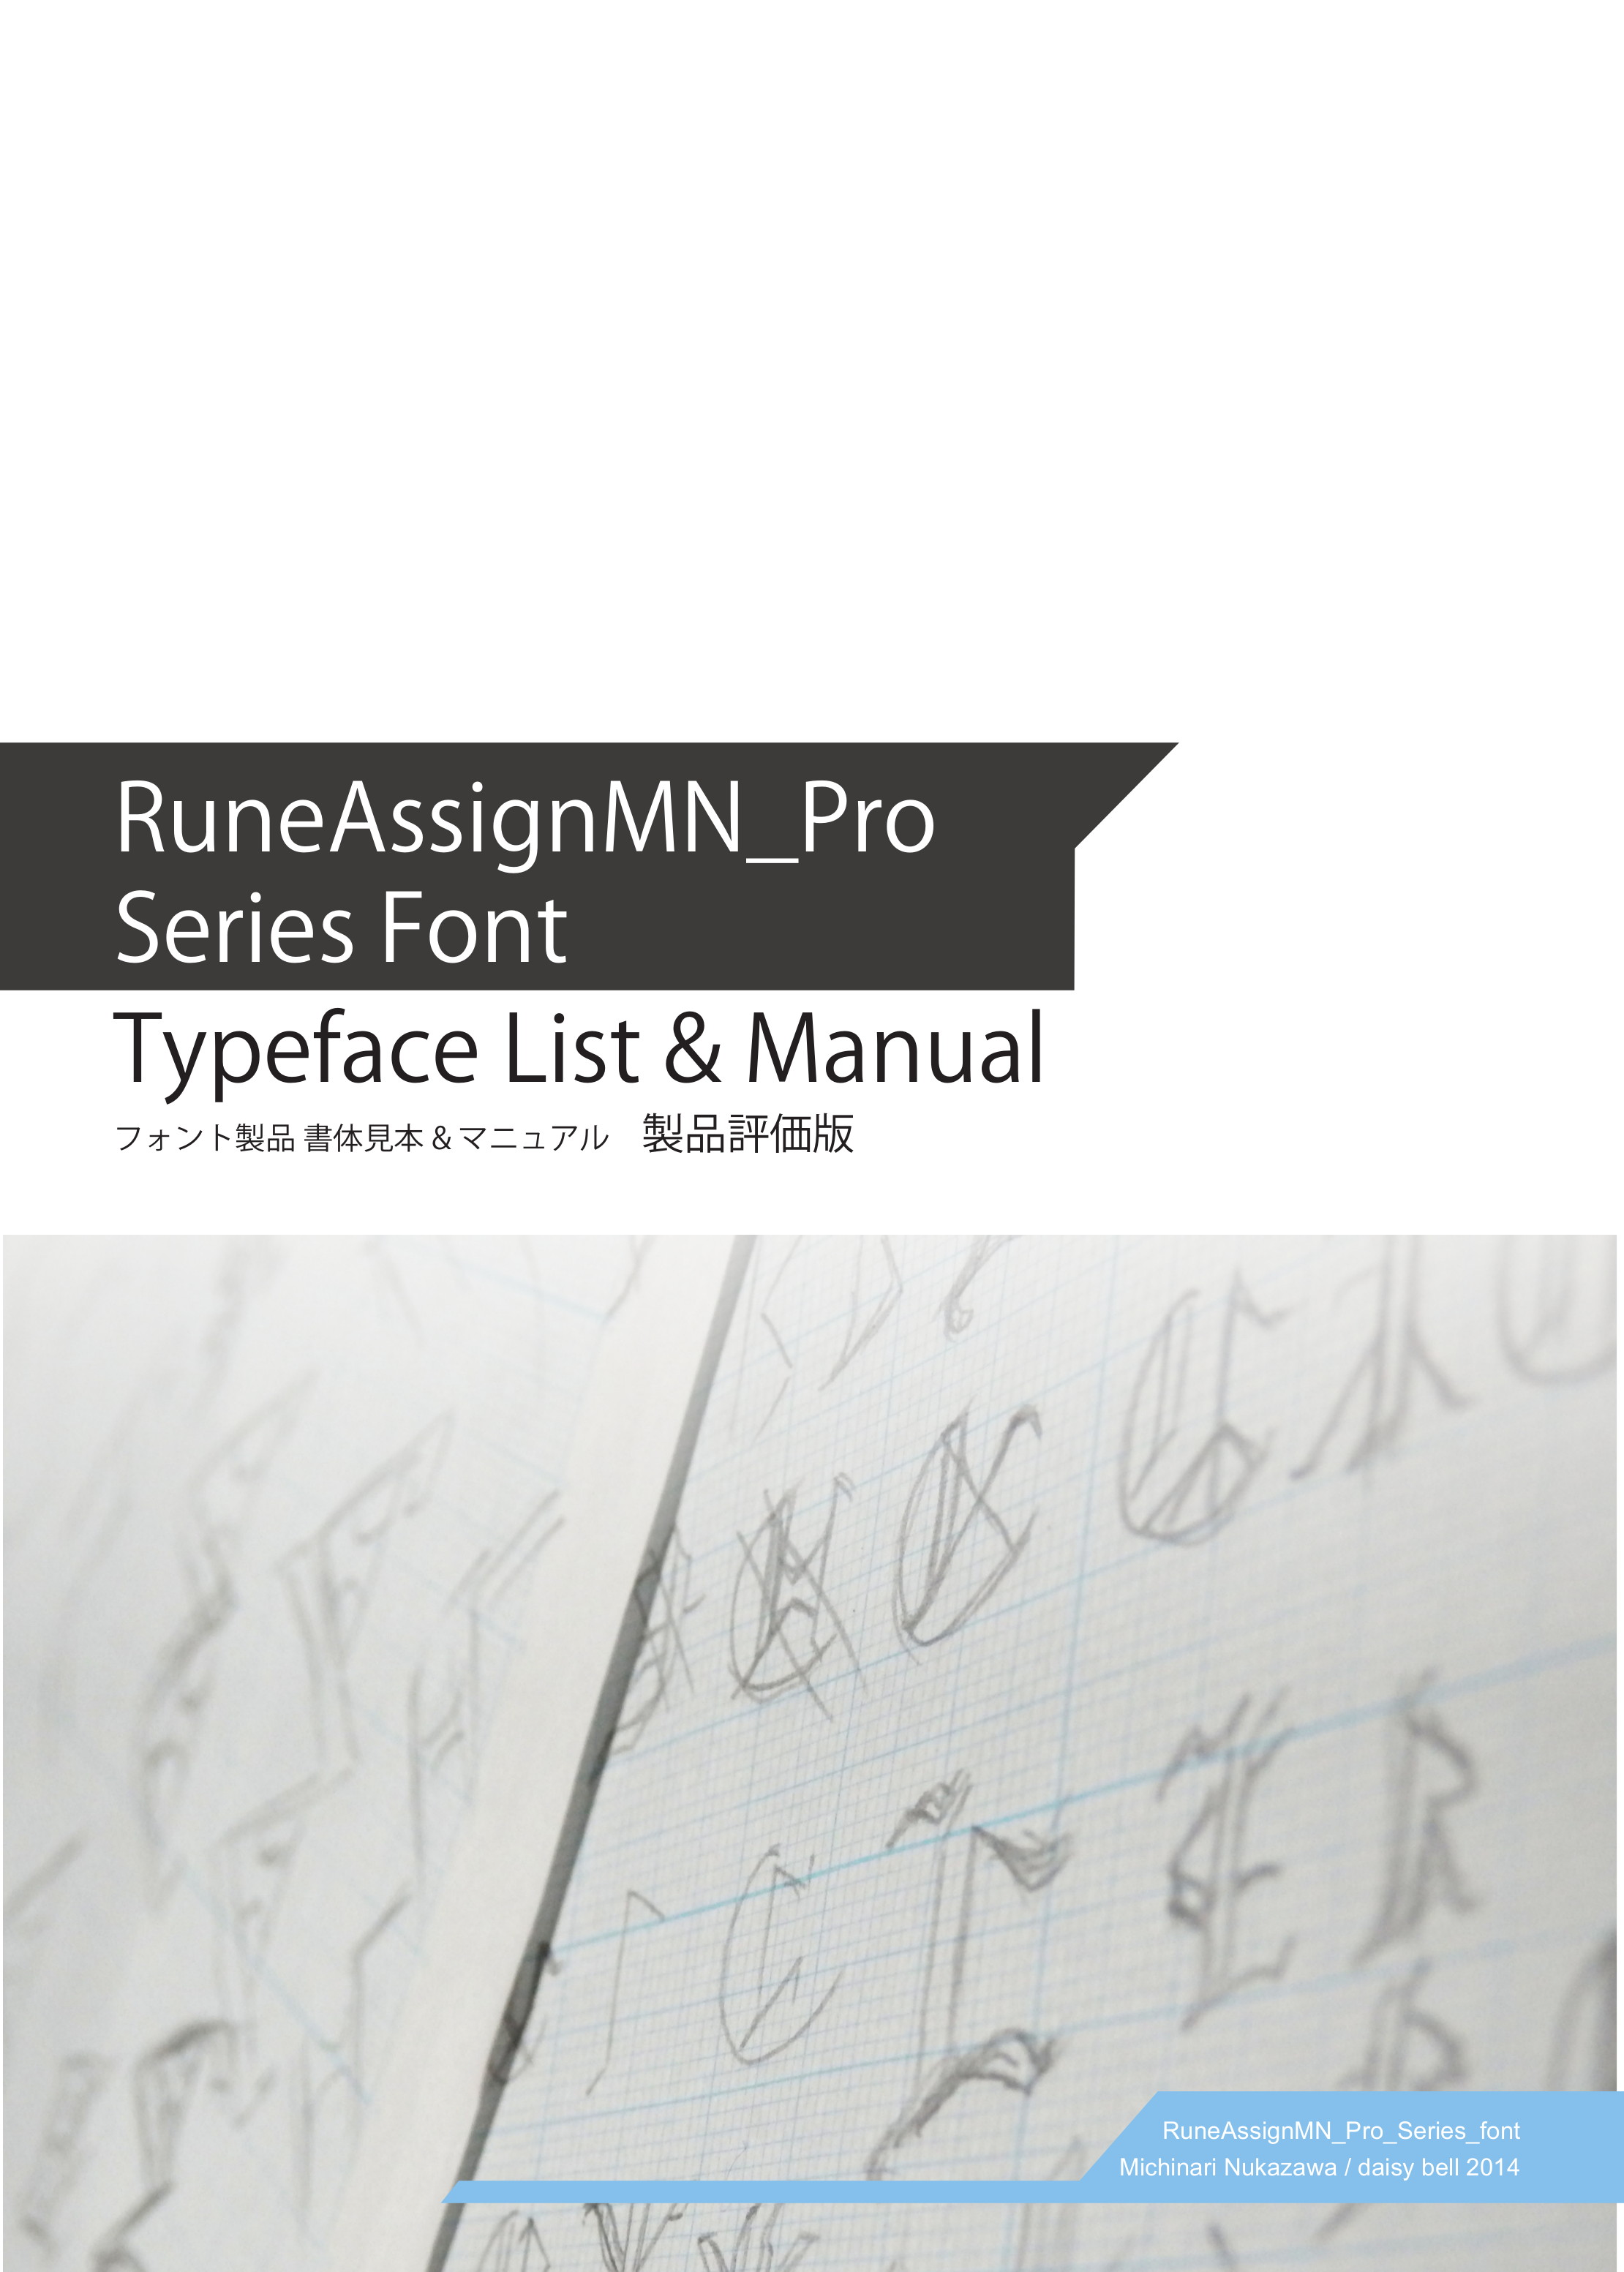 RuneAssignMN_Pro
Series Font
Typeface List & Manual
フォント製品 書体見本 & マニュアル 製品評価版
RuneAssignMN_Pro_Series_font
Michinari Nukazawa / daisy bell 2014